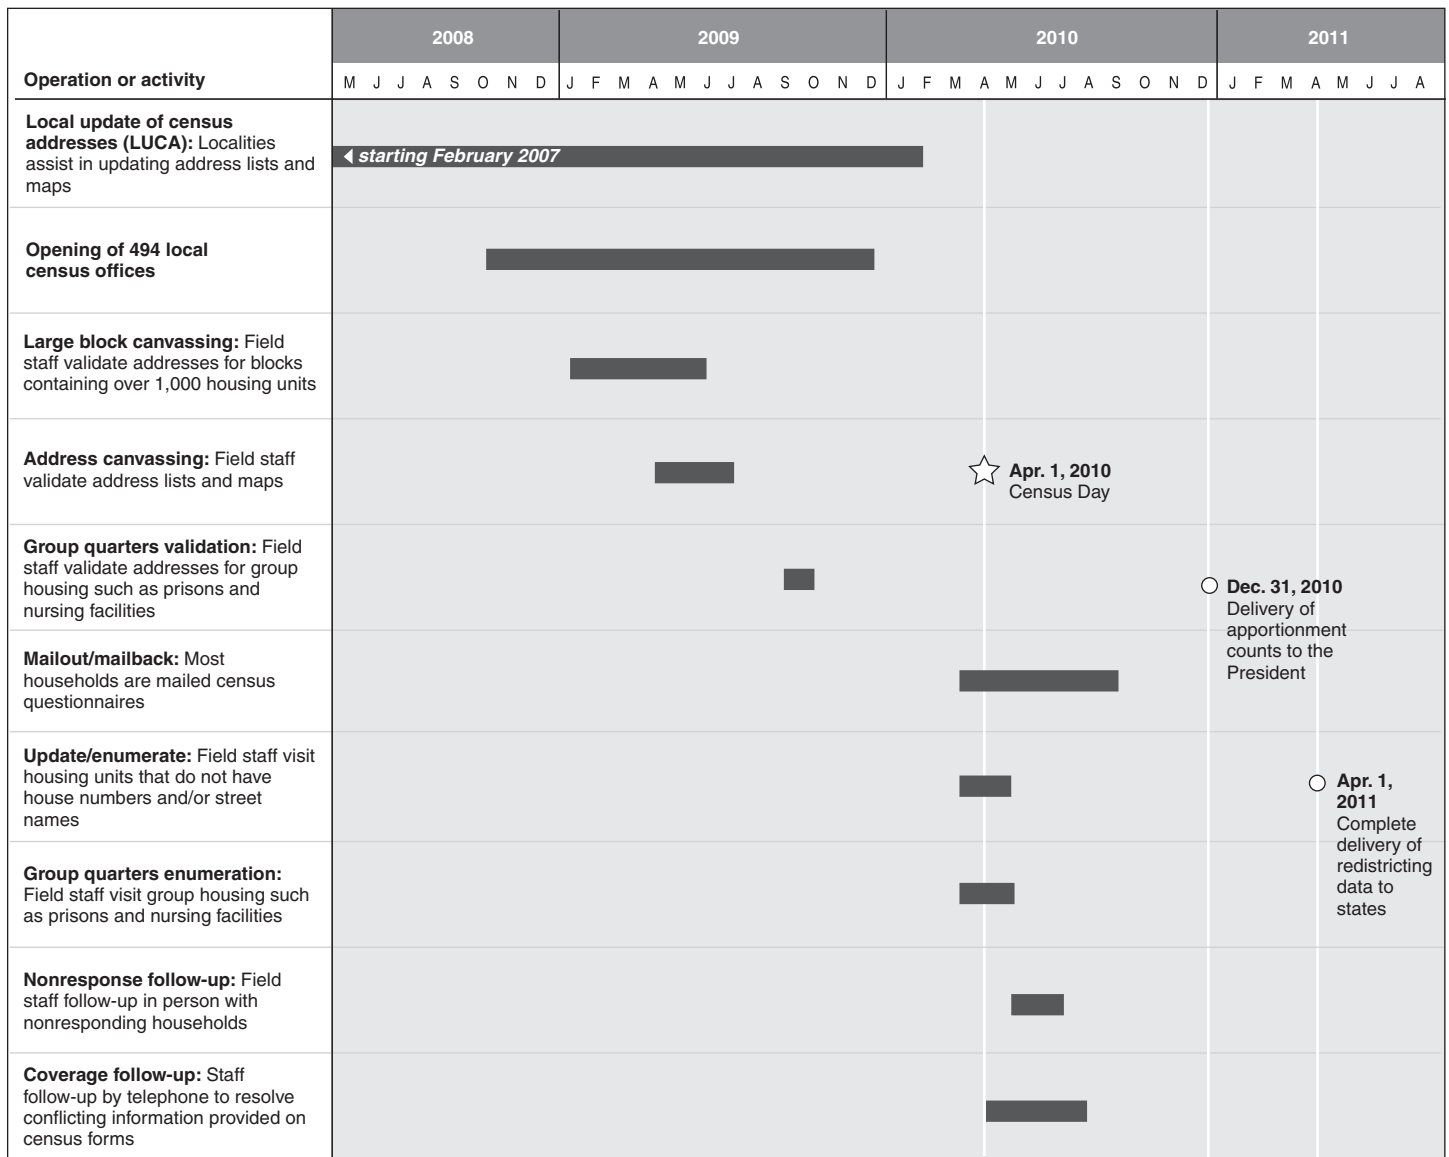 2008 2009 2010 2011
Operation or activity
M J J A S O N D J F M A M J J A S O N D J F M A M J J A S O N D J F M A M J J A
Local update of census
addresses (LUCA): Localities
assist in updating address lists and
maps
starting February 2007
Opening of 494 local
census offices
Large block canvassing: Field
staff validate addresses for blocks
containing over 1,000 housing units
Address canvassing: Field staff
validate address lists and maps
Apr. 1, 2010
Census Day
Group quarters validation: Field
staff validate addresses for group
housing such as prisons and
nursing facilities
Dec. 31, 2010
Delivery of
apportionment
counts to the
President
Mailout/mailback: Most
households are mailed census
questionnaires
Update/enumerate: Field staff visit
housing units that do not have
house numbers and/or street
names
Apr. 1,
2011
Complete
delivery of
redistricting
data to
states
Group quarters enumeration:
Field staff visit group housing such
as prisons and nursing facilities
Nonresponse follow-up: Field
staff follow-up in person with
nonresponding households
Coverage follow-up: Staff
follow-up by telephone to resolve
conflicting information provided on
census forms